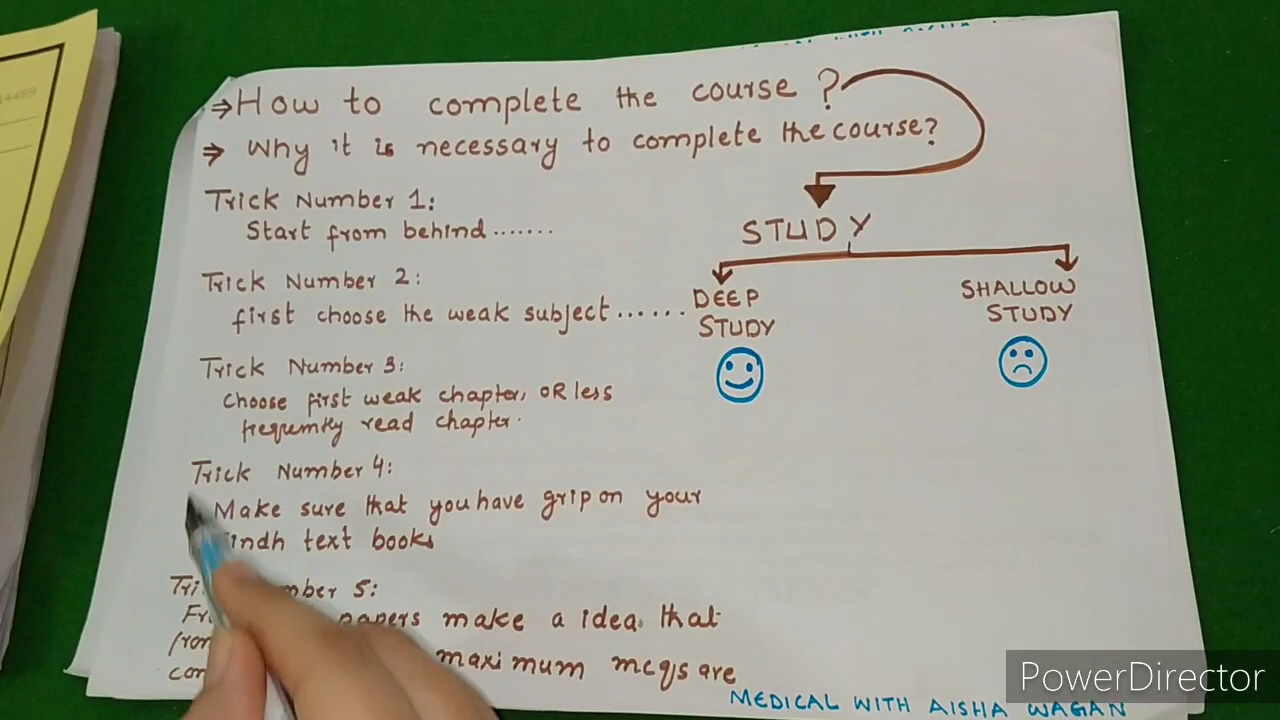 ⇒ How to complete the course?
⇒ Why it is necessary to complete the course?
Trick Number 1:
Start from behind.......
Trick Number 2:
first choose the weak subject......
Trick Number 3:
Choose first weak chapter, OR less
frequently read chapter.
Trick Number 4:
Make sure that you have grip on your
text books
5:
papers make a idea that
maximum mcqs are
STUDY
DEEP
STUDY
SHALLOW
STUDY
MEDICAL WITH AISHA WAGAN
PowerDirector